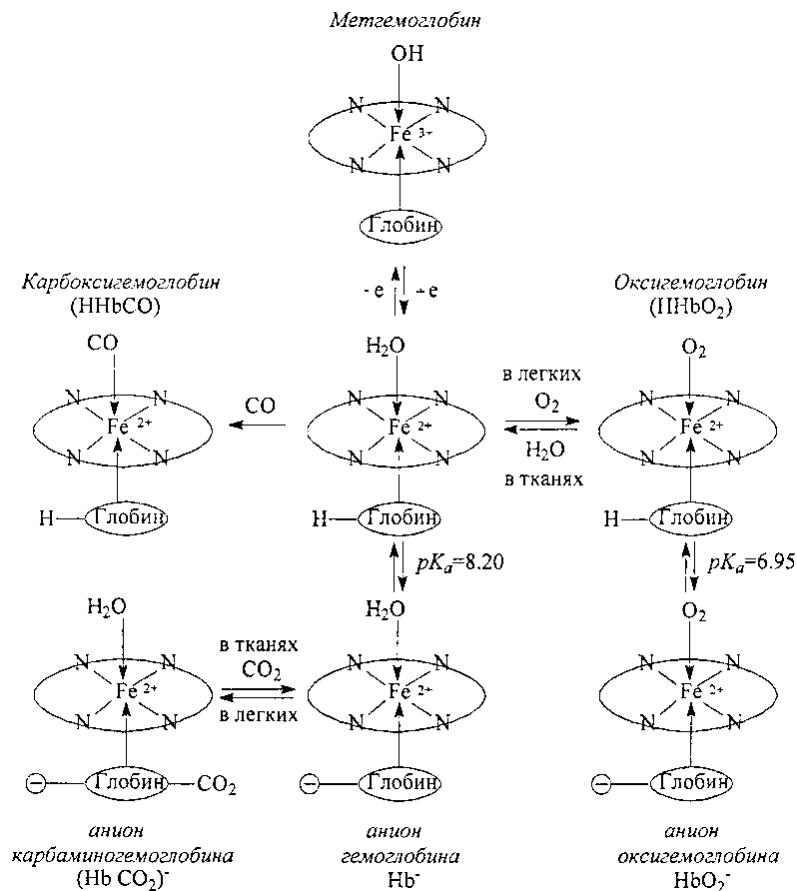 Метгемоглобин
OH
N N
Fe 3+
N N
Глобин
Карбоксигемоглобин
(HHbCO)
- e + e
Оксигемоглобин
(HHbO₂)
CO
H₂O
O₂
в легких
O₂
N N
Fe 2+
N N
CO
N N
Fe 2+
N N
H₂O
в тканях
N N
Fe 2+
N N
H Глобин
H Глобин
H Глобин
pKₐ=8.20
pKₐ=6.95
H₂O
H₂O
O₂
в тканях
CO₂
в легких
N N
Fe 2+
N N
N N
Fe 2+
N N
N N
Fe 2+
N N
− Глобин CO₂
− Глобин
− Глобин
анион
карбаминогемоглобина
(Hb CO₂)⁻
анион
гемоглобина
Hb⁻
анион
оксигемоглобина
HbO₂⁻